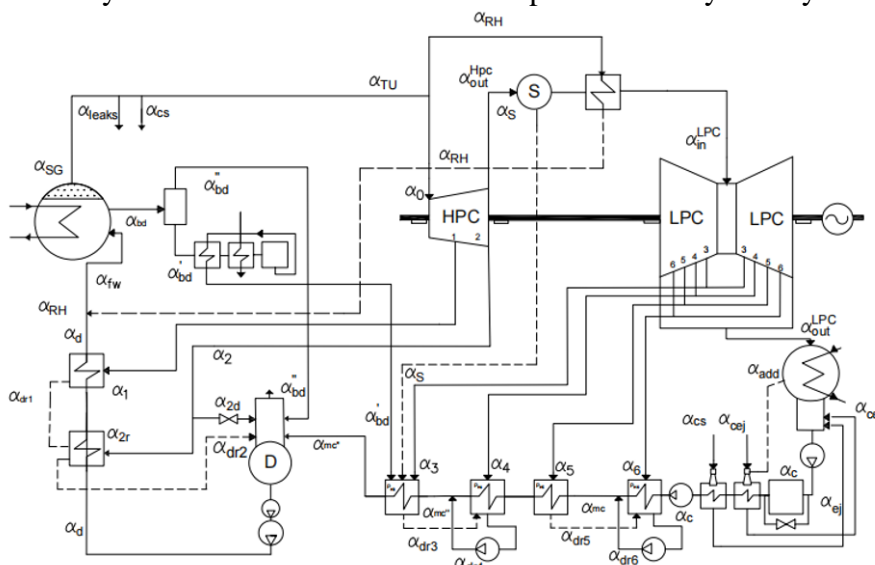 α_RH
α_TU
α_out^Hpc
S
α_leaks
α_cs
α_S
α_SG
α_RH
α_in^LPC
α_bd"
α_0
α_bd
HPC
LPC
LPC
1 2
α_bd'
6 5 4 3
3 4 5 6
α_fw
α_RH
α_d
α_2
α_out^LPC
α_add
α_1
α_S
α_dr1
α_2d
α_bd"
α_bd'
α_cs
α_cej
α_2r
α_dr2
α_mc"
α_3
α_4
α_5
α_6
α_c
D
α_d
α_mc"
α_mc
α_c
α_ej
α_dr3
α_dr5
α_dr6